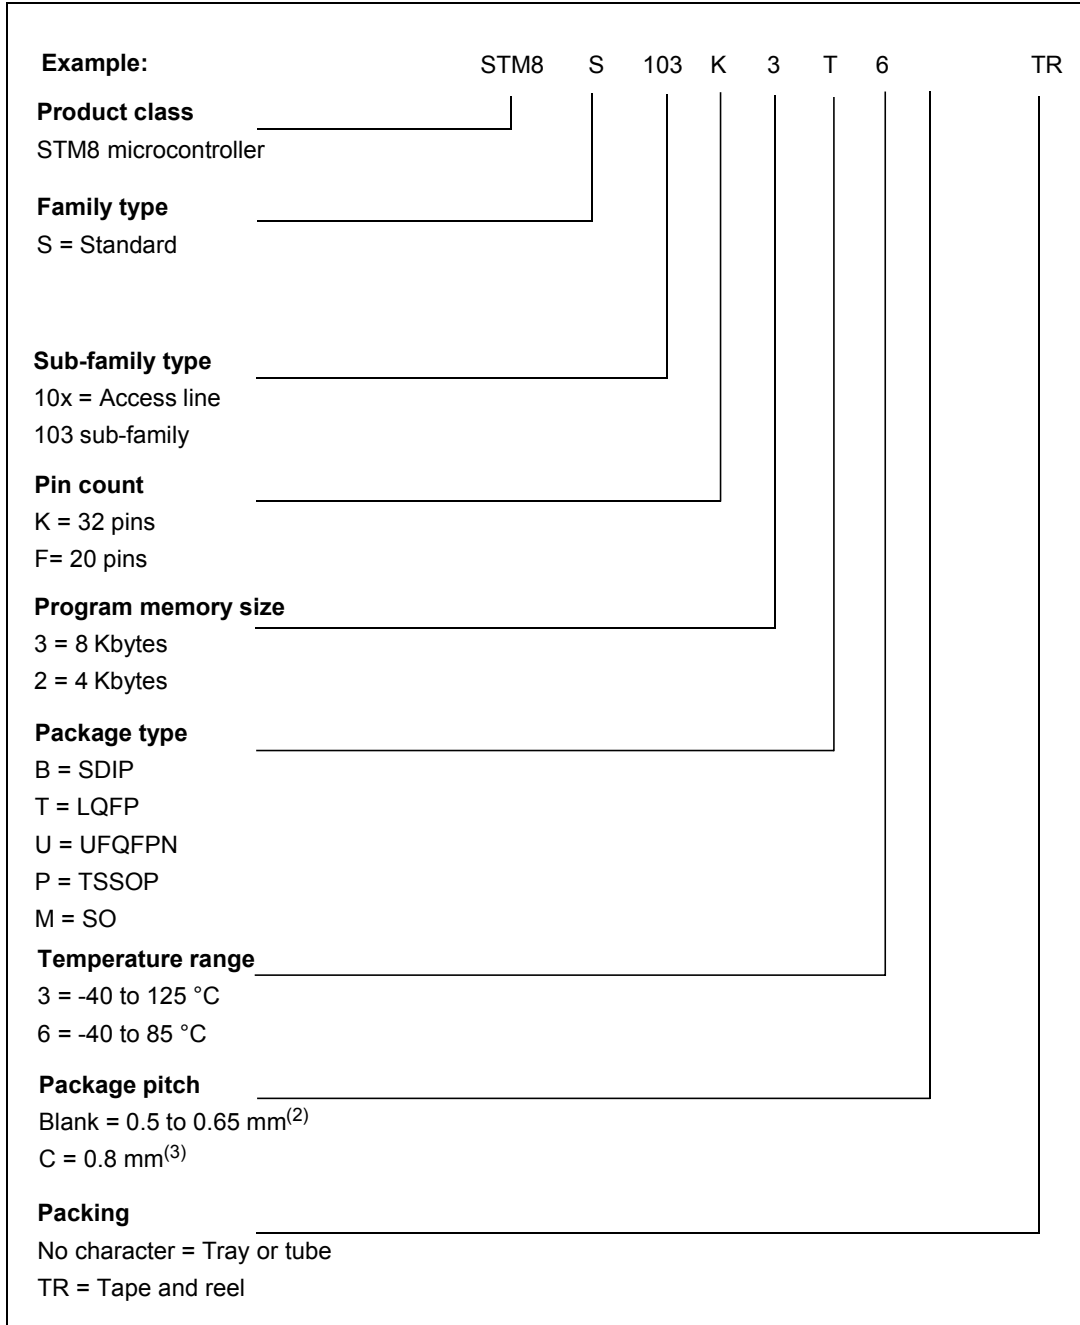 Example: STM8 S 103 K 3 T 6 TR
Product class
STM8 microcontroller
Family type
S = Standard
Sub-family type
10x = Access line
103 sub-family
Pin count
K = 32 pins
F= 20 pins
Program memory size
3 = 8 Kbytes
2 = 4 Kbytes
Package type
B = SDIP
T = LQFP
U = UFQFPN
P = TSSOP
M = SO
Temperature range
3 = -40 to 125 °C
6 = -40 to 85 °C
Package pitch
Blank = 0.5 to 0.65 mm(2)
C = 0.8 mm(3)
Packing
No character = Tray or tube
TR = Tape and reel